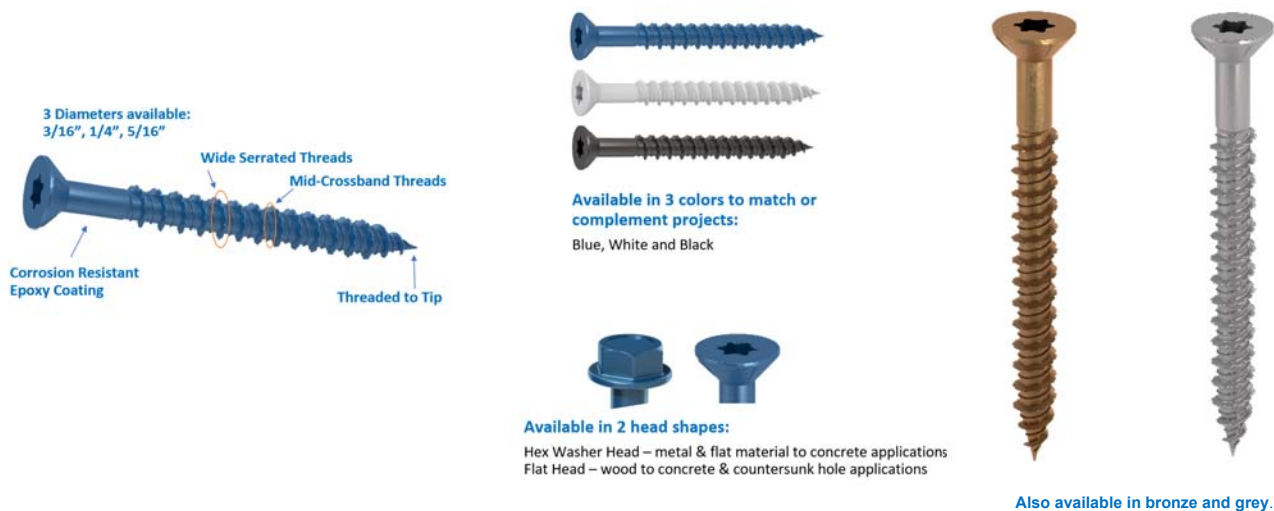 3 Diameters available:
3/16”, 1/4”, 5/16”
Wide Serrated Threads
Mid-Crossband Threads
Corrosion Resistant
Epoxy Coating
Threaded to Tip
Available in 3 colors to match or
complement projects:
Blue, White and Black
Available in 2 head shapes:
Hex Washer Head – metal & flat material to concrete applications
Flat Head – wood to concrete & countersunk hole applications
Also available in bronze and grey.